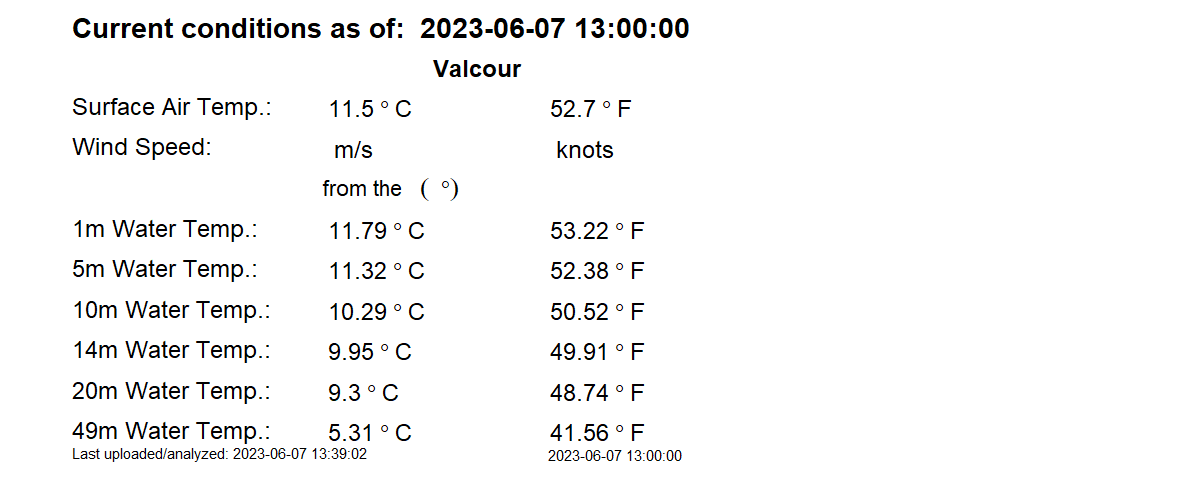 Current conditions as of: 2023-06-07 13:00:00
Valcour
Surface Air Temp.: 11.5 ° C 52.7 ° F
Wind Speed: m/s knots
from the ( °)
1m Water Temp.: 11.79 ° C 53.22 ° F
5m Water Temp.: 11.32 ° C 52.38 ° F
10m Water Temp.: 10.29 ° C 50.52 ° F
14m Water Temp.: 9.95 ° C 49.91 ° F
20m Water Temp.: 9.3 ° C 48.74 ° F
49m Water Temp.: 5.31 ° C 41.56 ° F
Last uploaded/analyzed: 2023-06-07 13:39:02 2023-06-07 13:00:00